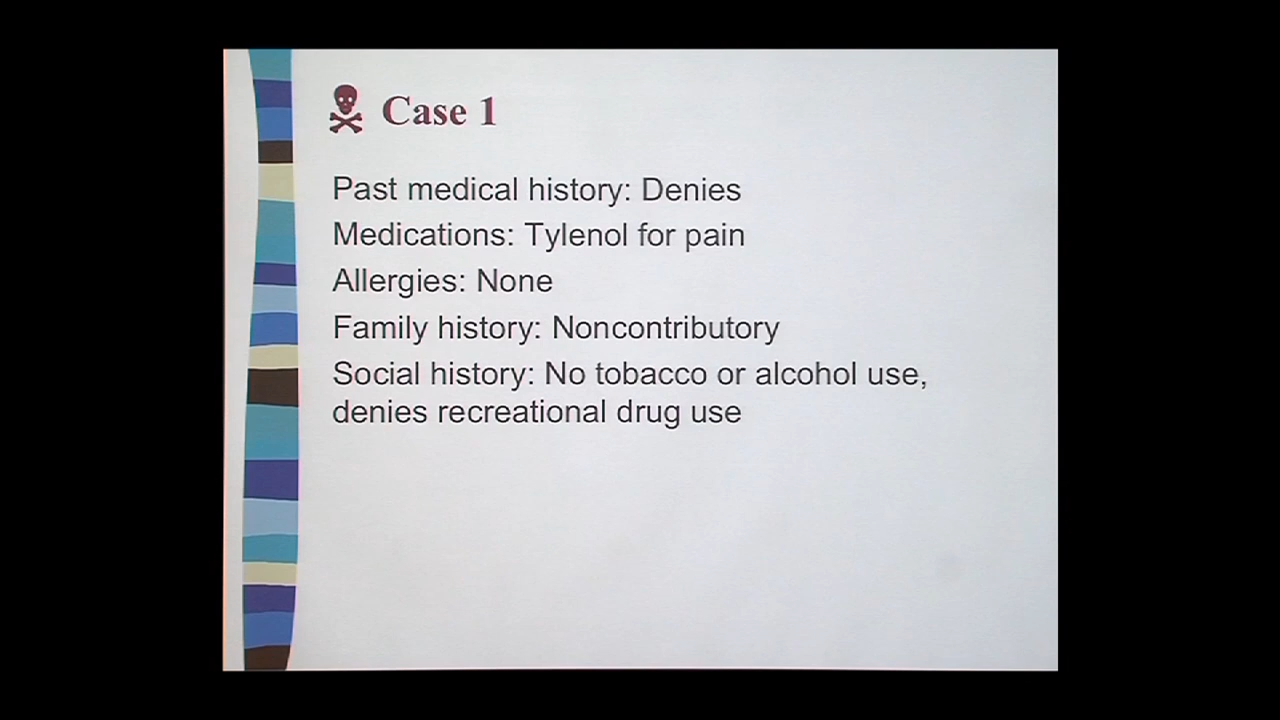 Case 1
Past medical history: Denies
Medications: Tylenol for pain
Allergies: None
Family history: Noncontributory
Social history: No tobacco or alcohol use,
denies recreational drug use